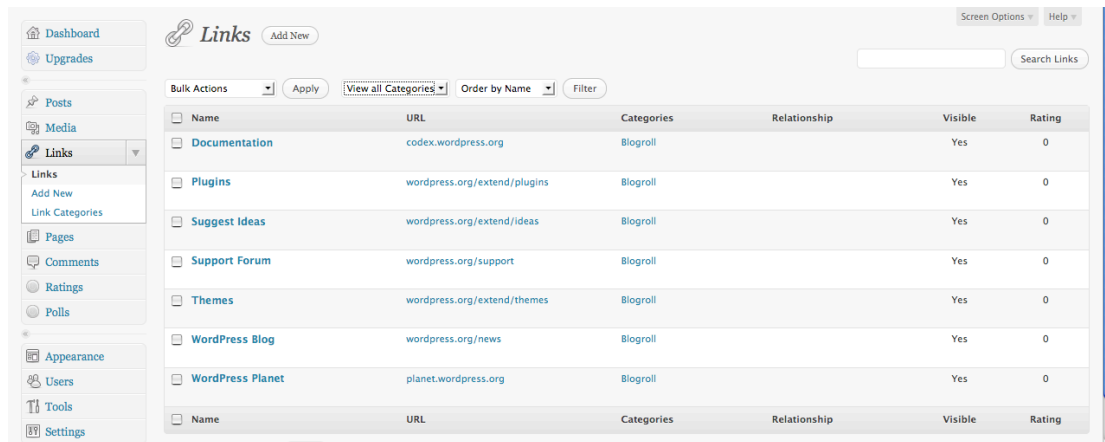 Screen Options Help
Dashboard
Upgrades
Posts
Media
Links
Links
Add New
Link Categories
Pages
Comments
Ratings
Polls
Appearance
Users
Tools
Settings
Links Add New
Search Links
Bulk Actions Apply View all Categories Order by Name Filter
Name URL Categories Relationship Visible Rating
Documentation codex.wordpress.org Blogroll Yes 0
Plugins wordpress.org/extend/plugins Blogroll Yes 0
Suggest Ideas wordpress.org/extend/ideas Blogroll Yes 0
Support Forum wordpress.org/support Blogroll Yes 0
Themes wordpress.org/extend/themes Blogroll Yes 0
WordPress Blog wordpress.org/news Blogroll Yes 0
WordPress Planet planet.wordpress.org Blogroll Yes 0
Name URL Categories Relationship Visible Rating